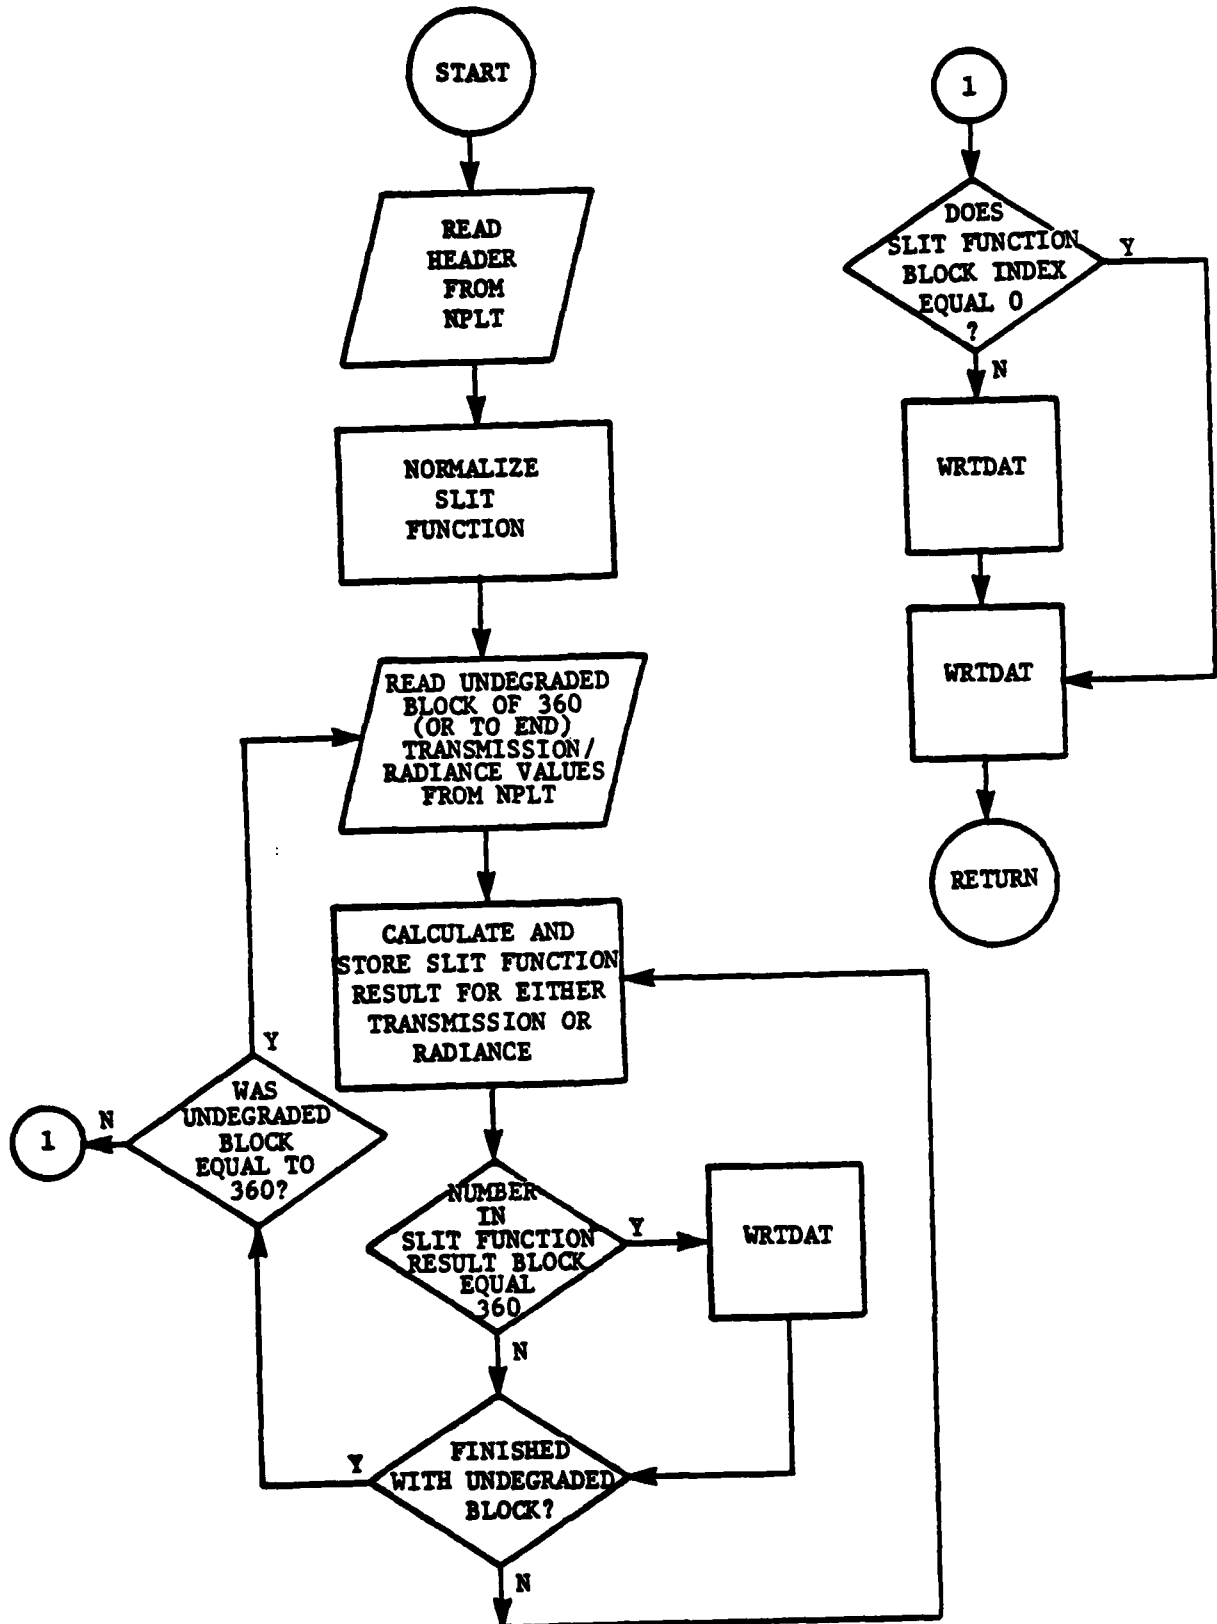 START
READ
HEADER
FROM
NPLT
NORMALIZE
SLIT
FUNCTION
READ UNDEGRADED
BLOCK OF 360
(OR TO END)
TRANSMISSION/
RADIANCE VALUES
FROM NPLT
CALCULATE AND
STORE SLIT FUNCTION
RESULT FOR EITHER
TRANSMISSION OR
RADIANCE
Y
WAS
UNDEGRADED
BLOCK
EQUAL TO
360?
N
1
NUMBER
IN
SLIT FUNCTION
RESULT BLOCK
EQUAL
360
Y
WRTDAT
N
FINISHED
WITH UNDEGRADED
BLOCK?
Y
N
1
DOES
SLIT FUNCTION
BLOCK INDEX
EQUAL 0
?
Y
N
WRTDAT
WRTDAT
RETURN